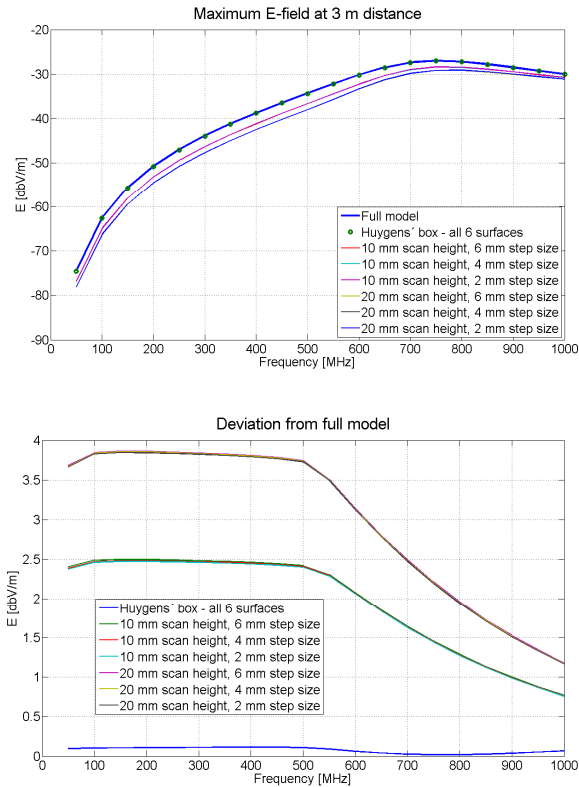 Maximum E-field at 3 m distance
-20
-30
-40
-50
-60
-70
-80
-90
E [dbV/m]
Full model
Huygens´ box - all 6 surfaces
10 mm scan height, 6 mm step size
10 mm scan height, 4 mm step size
10 mm scan height, 2 mm step size
20 mm scan height, 6 mm step size
20 mm scan height, 4 mm step size
20 mm scan height, 2 mm step size
0 100 200 300 400 500 600 700 800 900 1000
Frequency [MHz]
Deviation from full model
4
3.5
3
2.5
2
1.5
1
0.5
0
E [dbV/m]
Huygens´ box - all 6 surfaces
10 mm scan height, 6 mm step size
10 mm scan height, 4 mm step size
10 mm scan height, 2 mm step size
20 mm scan height, 6 mm step size
20 mm scan height, 4 mm step size
20 mm scan height, 2 mm step size
0 100 200 300 400 500 600 700 800 900 1000
Frequency [MHz]